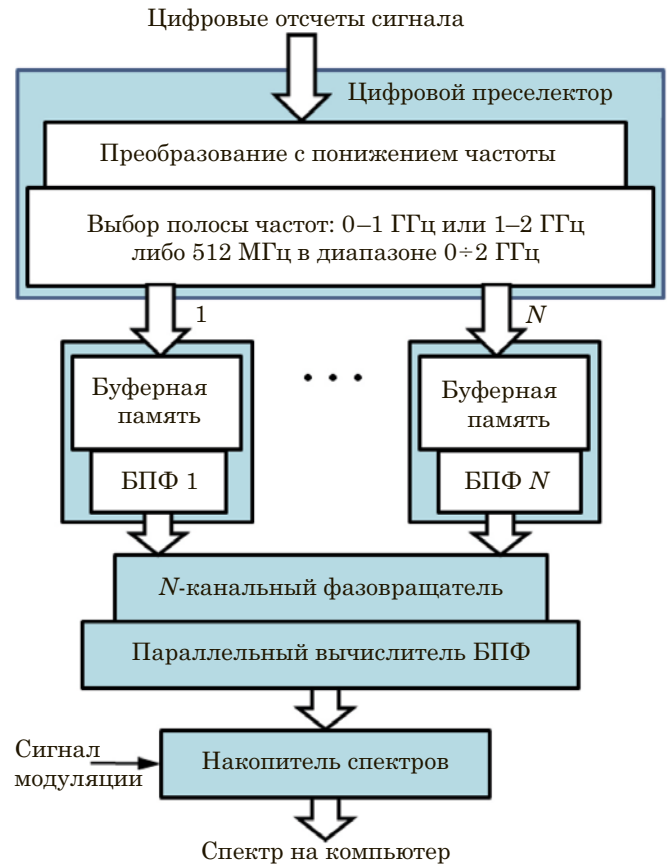 Цифровые отсчеты сигнала
Цифровой преселектор
Преобразование с понижением частоты
Выбор полосы частот: 0–1 ГГц или 1–2 ГГц
либо 512 МГц в диапазоне 0÷2 ГГц
1
N
Буферная
память
БПФ 1
. . .
Буферная
память
БПФ N
N-канальный фазовращатель
Параллельный вычислитель БПФ
Сигнал
модуляции
Накопитель спектров
Спектр на компьютер